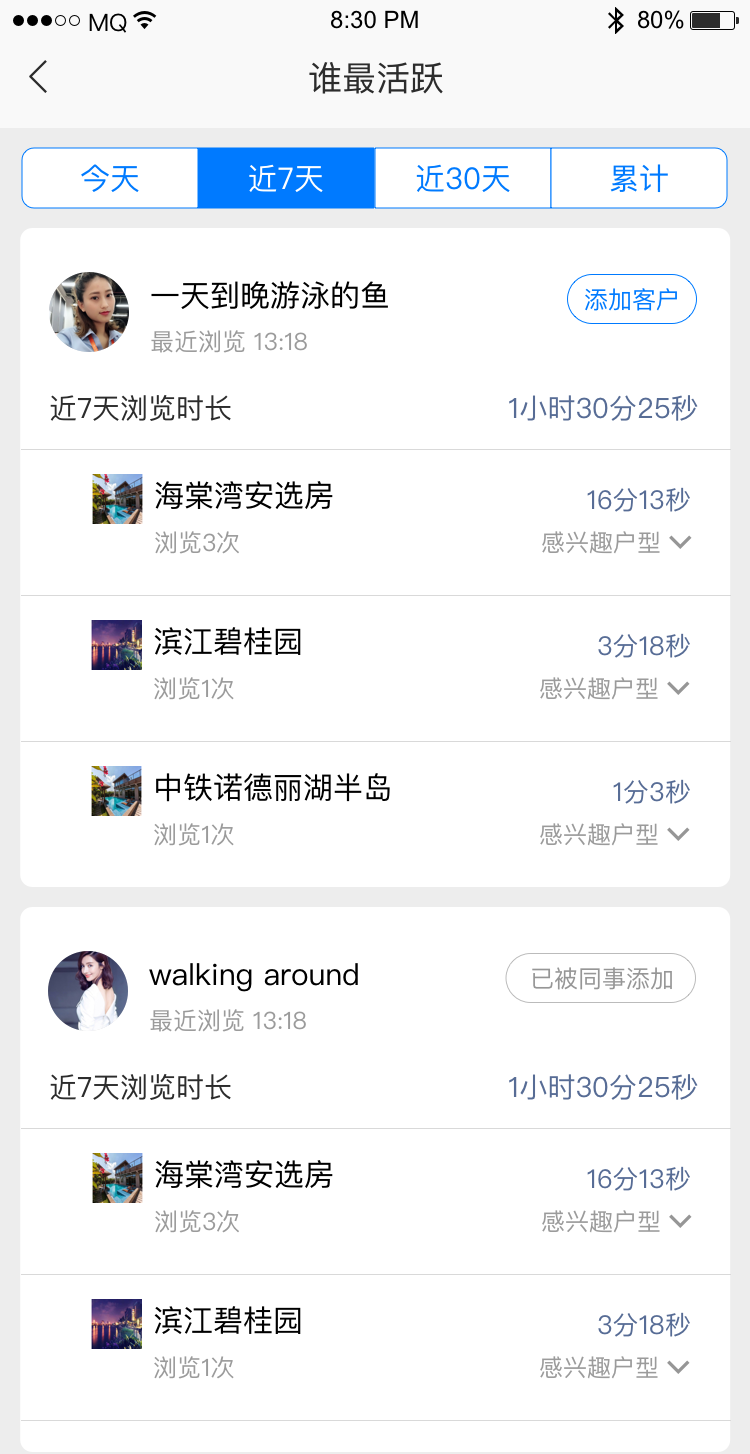 MQ 8:30 PM 80%
谁最活跃
今天 近7天 近30天 累计
一天到晚游泳的鱼 添加客户
最近浏览 13:18
近7天浏览时长 1小时30分25秒
海棠湾安选房 16分13秒
浏览3次 感兴趣户型
滨江碧桂园 3分18秒
浏览1次 感兴趣户型
中铁诺德丽湖半岛 1分3秒
浏览1次 感兴趣户型
walking around 已被同事添加
最近浏览 13:18
近7天浏览时长 1小时30分25秒
海棠湾安选房 16分13秒
浏览3次 感兴趣户型
滨江碧桂园 3分18秒
浏览1次 感兴趣户型